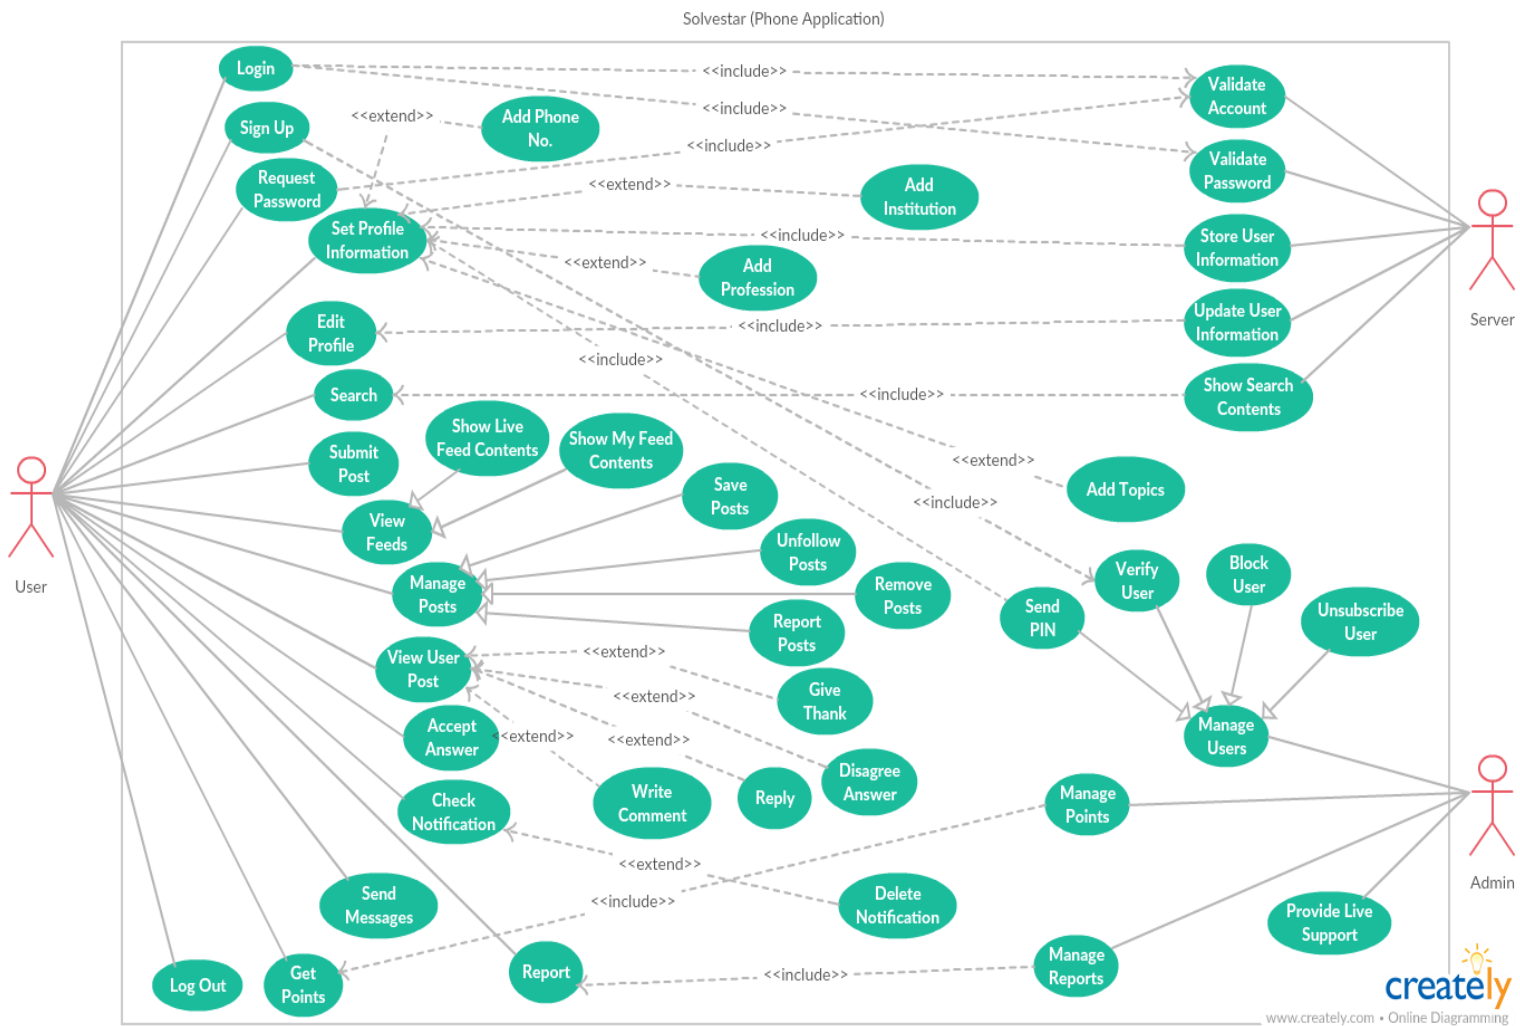 Solvestar (Phone Application)
Login
<<include>>
Validate
Account
<<include>>
Sign Up
<<extend>>
Add Phone
No.
<<include>>
Validate
Password
Request
Password
<<extend>>
Add
Institution
Set Profile
Information
<<include>>
Store User
Information
<<extend>>
Add
Profession
Edit
Profile
<<include>>
Update User
Information
Server
<<include>>
Search
<<include>>
Show Search
Contents
Show Live
Feed Contents
Show My Feed
Contents
Submit
Post
<<extend>>
Add Topics
Save
Posts
<<include>>
View
Feeds
Unfollow
Posts
User
Manage
Posts
Remove
Posts
Verify
User
Block
User
Send
PIN
Unsubscribe
User
Report
Posts
View User
Post
<<extend>>
<<extend>>
Give
Thank
Accept
Answer
<<extend>>
<<extend>>
Manage
Users
Disagree
Answer
Write
Comment
Reply
Check
Notification
Manage
Points
<<extend>>
Admin
Send
Messages
<<include>>
Delete
Notification
Provide Live
Support
Log Out
Get
Points
Report
<<include>>
Manage
Reports
creately
www.creately.com • Online Diagramming